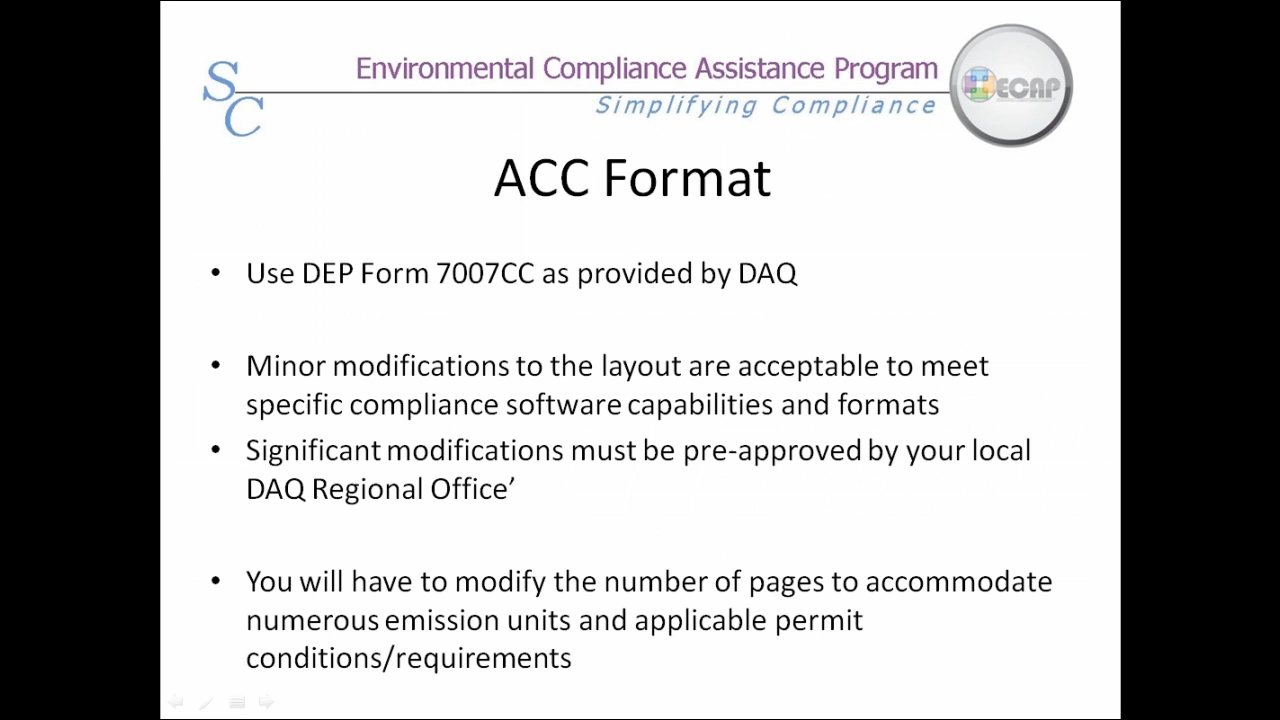 SC
Environmental Compliance Assistance Program
Simplifying Compliance
ECAP
ACC Format
• Use DEP Form 7007CC as provided by DAQ
• Minor modifications to the layout are acceptable to meet
specific compliance software capabilities and formats
• Significant modifications must be pre-approved by your local
DAQ Regional Office’
• You will have to modify the number of pages to accommodate
numerous emission units and applicable permit
conditions/requirements